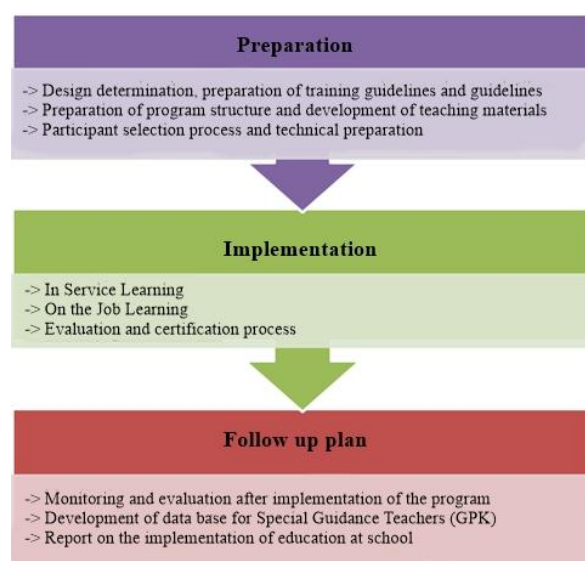 Preparation
-> Design determination, preparation of training guidelines and guidelines
-> Preparation of program structure and development of teaching materials
-> Participant selection process and technical preparation
Implementation
-> In Service Learning
-> On the Job Learning
-> Evaluation and certification process
Follow up plan
-> Monitoring and evaluation after implementation of the program
-> Development of data base for Special Guidance Teachers (GPK)
-> Report on the implementation of education at school